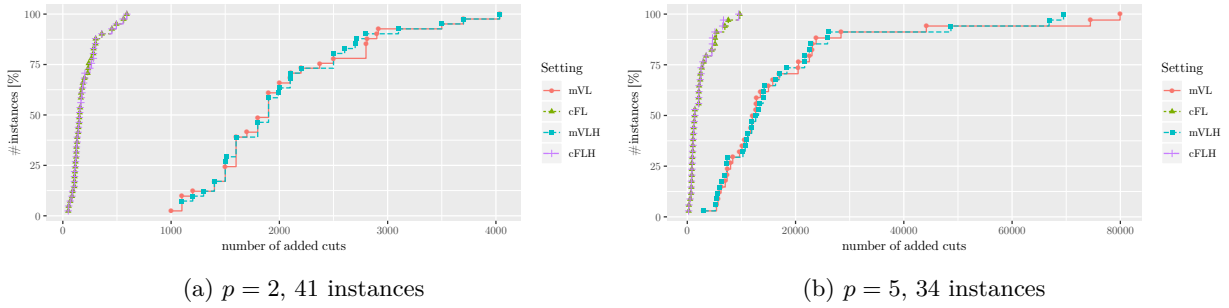 100
75
50
25
0
# instances [%]
0
1000
2000
3000
4000
number of added cuts
Setting
mVL
cFL
mVLH
cFLH
(a) p = 2, 41 instances
100
75
50
25
0
# instances [%]
0
20000
40000
60000
80000
number of added cuts
Setting
mVL
cFL
mVLH
cFLH
(b) p = 5, 34 instances